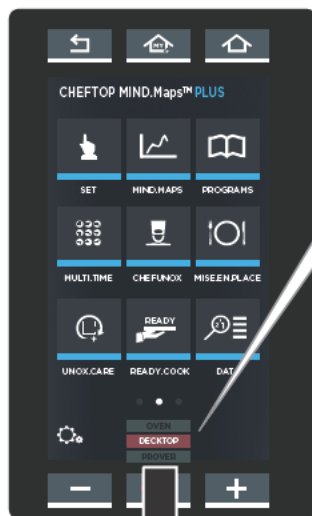 MY
CHEFTOP MIND.Maps™ PLUS
SET MIND.MAPS PROGRAMS
MULTI.TIME CHEFUNOX MISE.EN.PLACE
READY
UNOX.CARE READY.COOK DAT
OVEN
DECKTOP
PROVER